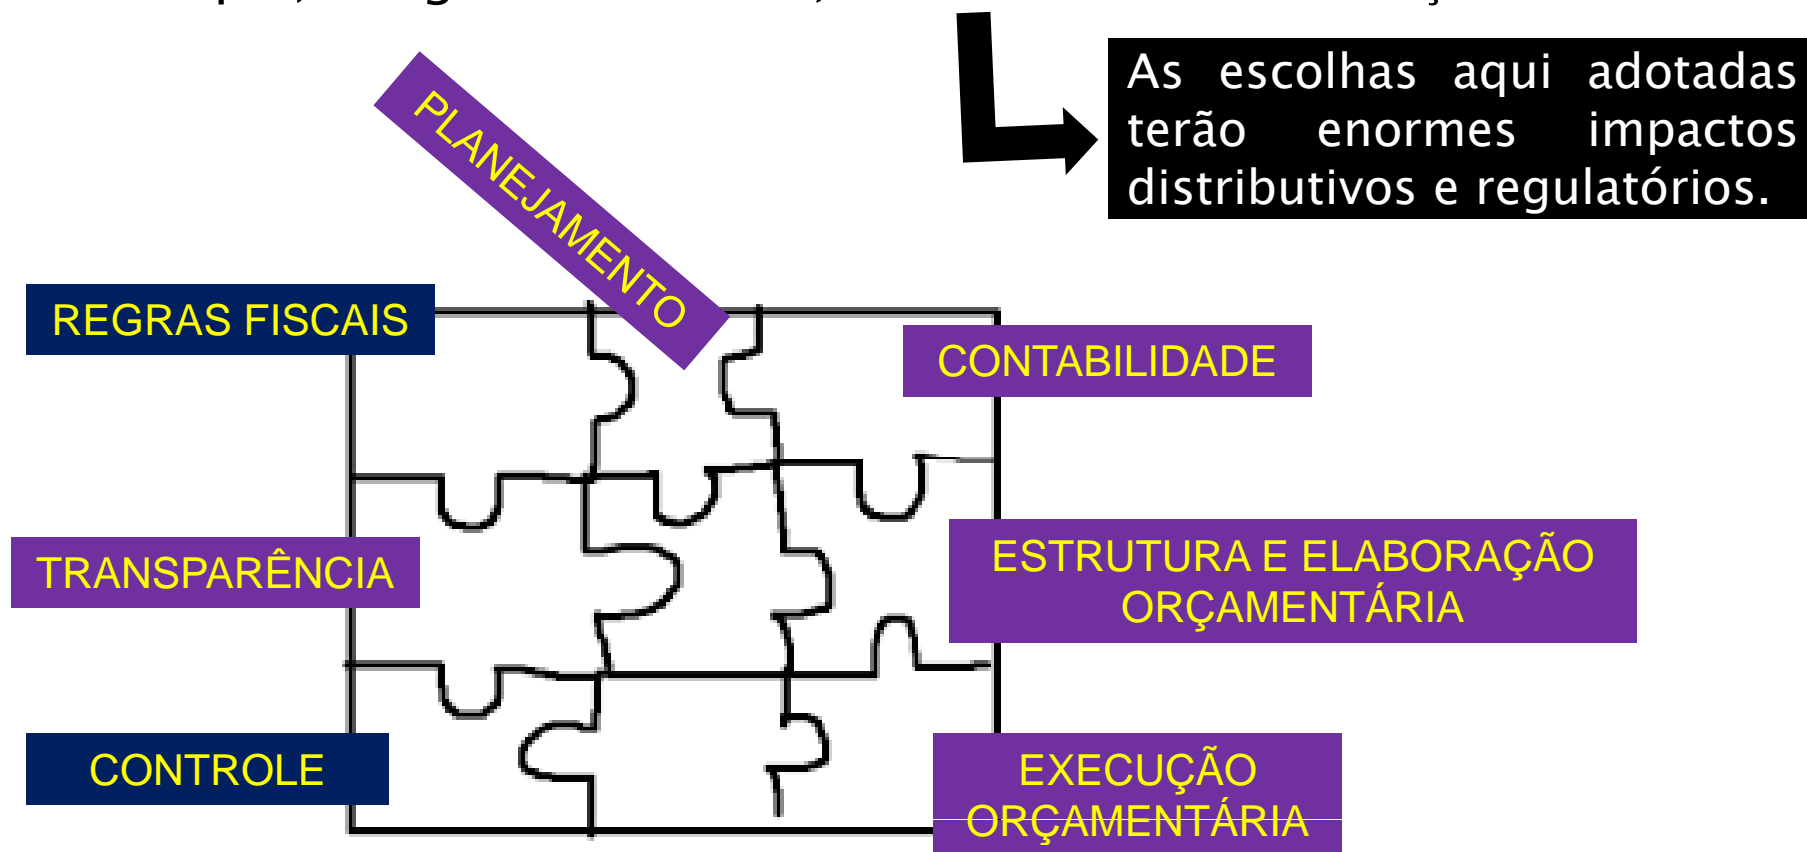 As escolhas aqui adotadas
terão enormes impactos
distributivos e regulatórios.
PLANEJAMENTO
REGRAS FISCAIS
CONTABILIDADE
TRANSPARÊNCIA
ESTRUTURA E ELABORAÇÃO
ORÇAMENTÁRIA
CONTROLE
EXECUÇÃO
ORÇAMENTÁRIA